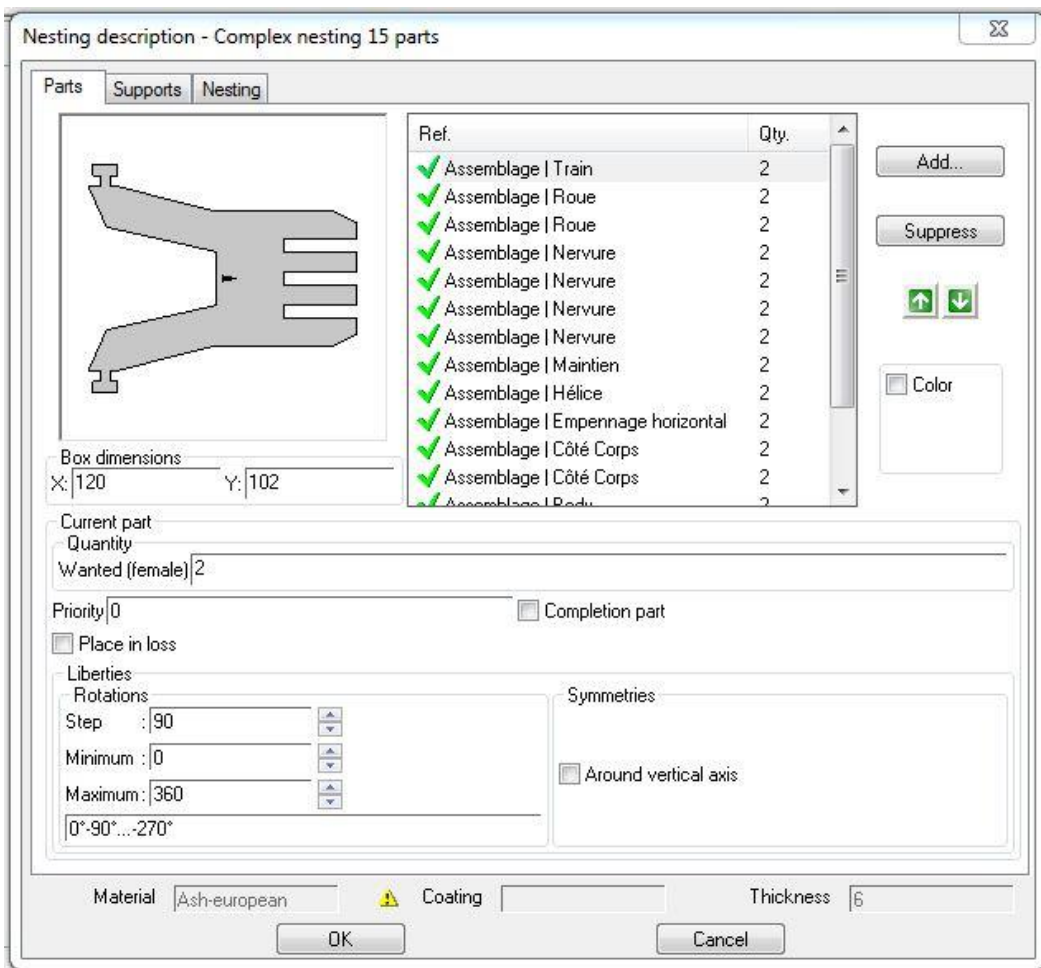 Nesting description - Complex nesting 15 parts
Parts Supports Nesting
Ref. Qty.
Assemblage | Train 2
Assemblage | Roue 2
Assemblage | Roue 2
Assemblage | Nervure 2
Assemblage | Nervure 2
Assemblage | Nervure 2
Assemblage | Nervure 2
Assemblage | Maintien 2
Assemblage | Hélice 2
Assemblage | Empennage horizontal 2
Assemblage | Côté Corps 2
Assemblage | Côté Corps 2
Assemblage | Body 2
Add...
Suppress
Color
Box dimensions
X: 120 Y: 102
Current part
Quantity
Wanted (female) 2
Priority 0 Completion part
Place in loss
Liberties
Rotations Symmetries
Step : 90
Minimum : 0
Around vertical axis
Maximum : 360
0°-90°...-270°
Material Ash-european Coating Thickness 6
OK Cancel